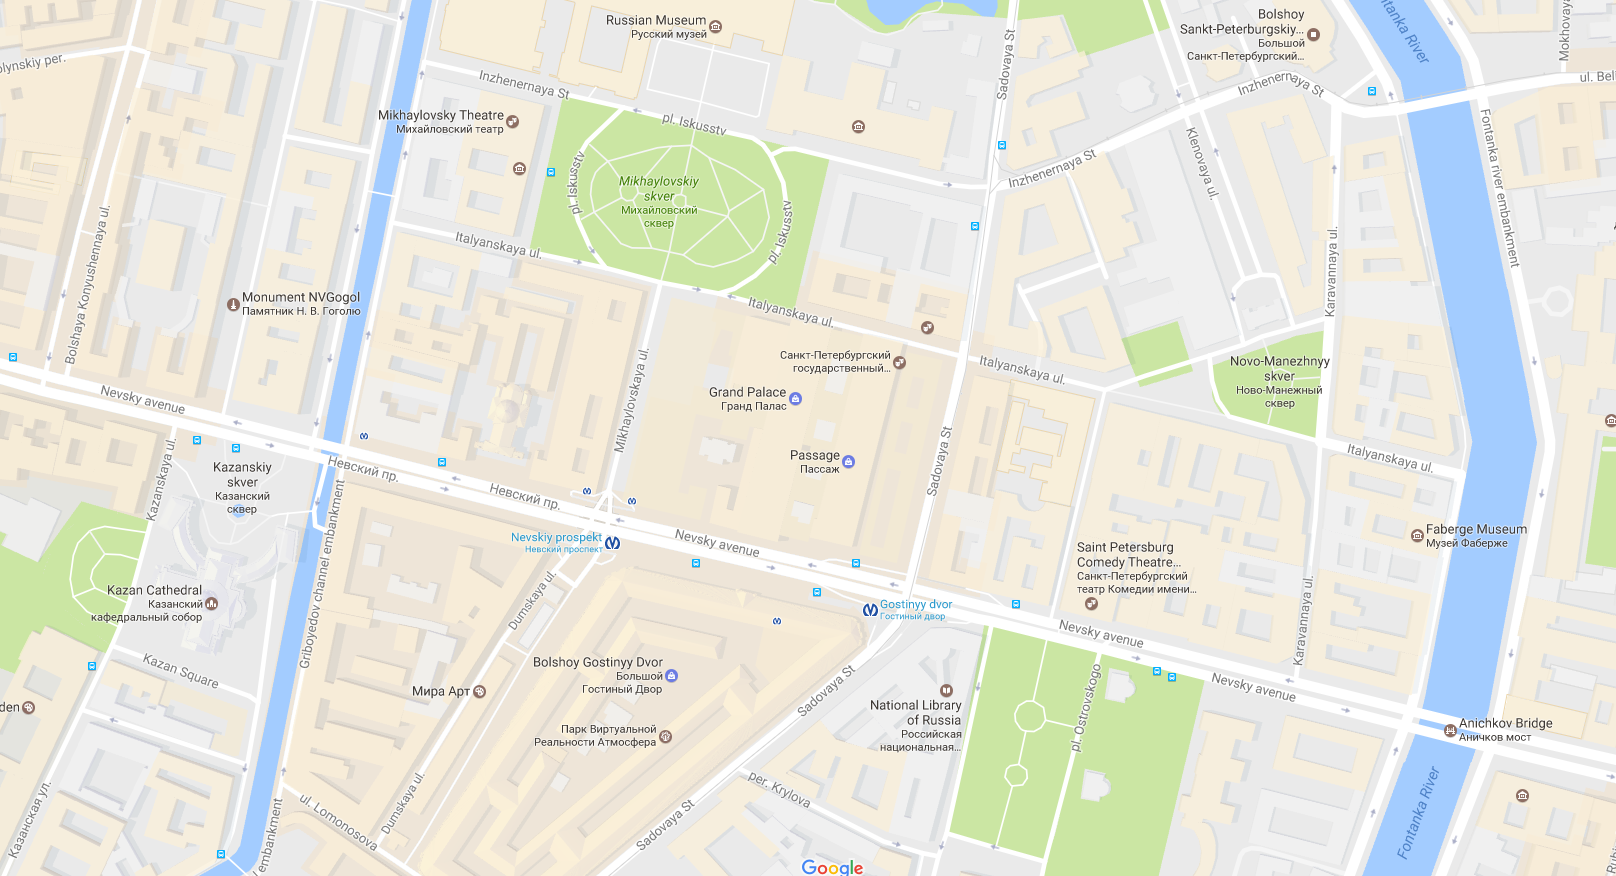 Russian Museum
Русский музей
Bolshoy
Sankt-Peterburgskiy...
Большой
Санкт-Петербургский...
Fontanka River
Mokhovaya
olynskiy per.
Inzhenernaya St
Sadovaya St
Inzhenernaya St
ul. Bel
Mikhaylovsky Theatre
Михайловский театр
pl. Iskusstv
pl. Iskusstv
Mikhaylovskiy
skver
Михайловский
сквер
pl. Iskusstv
Inzhenernaya St
Klenovaya ul.
Fontanka river embankment
Bolshaya Konyushennaya ul.
Italyanskaya ul.
Karavannaya ul.
Monument NVGogol
Памятник Н. В. Гоголю
Italyanskaya ul.
Mikhaylovskaya ul.
Санкт-Петербургский
государственный...
Italyanskaya ul.
Novo-Manezhnyy
skver
Ново-Манежный
сквер
Grand Palace
Гранд Палас
Nevsky avenue
Kazanskaya ul.
Kazanskiy
skver
Казанский
сквер
Невский пр.
Невский пр.
Passage
Пассаж
Sadovaya St
Italyanskaya ul.
Faberge Museum
Музей Фаберже
Nevskiy prospekt
Невский проспект
Nevsky avenue
Saint Petersburg
Comedy Theatre...
Санкт-Петербургский
театр Комедии имени...
Kazan Cathedral
Казанский
кафедральный собор
Griboyedov channel embankment
Dumskaya ul.
Gostinyy dvor
Гостиный двор
Nevsky avenue
Karavannaya ul.
Kazan Square
Bolshoy Gostinyy Dvor
Большой
Гостиный Двор
Мира Арт
Sadovaya St
National Library
of Russia
Российская
национальная...
pl. Ostrovskogo
Nevsky avenue
Anichkov Bridge
Аничков мост
den
Парк Виртуальной
Реальности Атмосфера
per. Krylova
Казанская ул.
ul. Lomonosova
Dumskaya ul.
Sadovaya St
Fontanka River
l embankment
Google